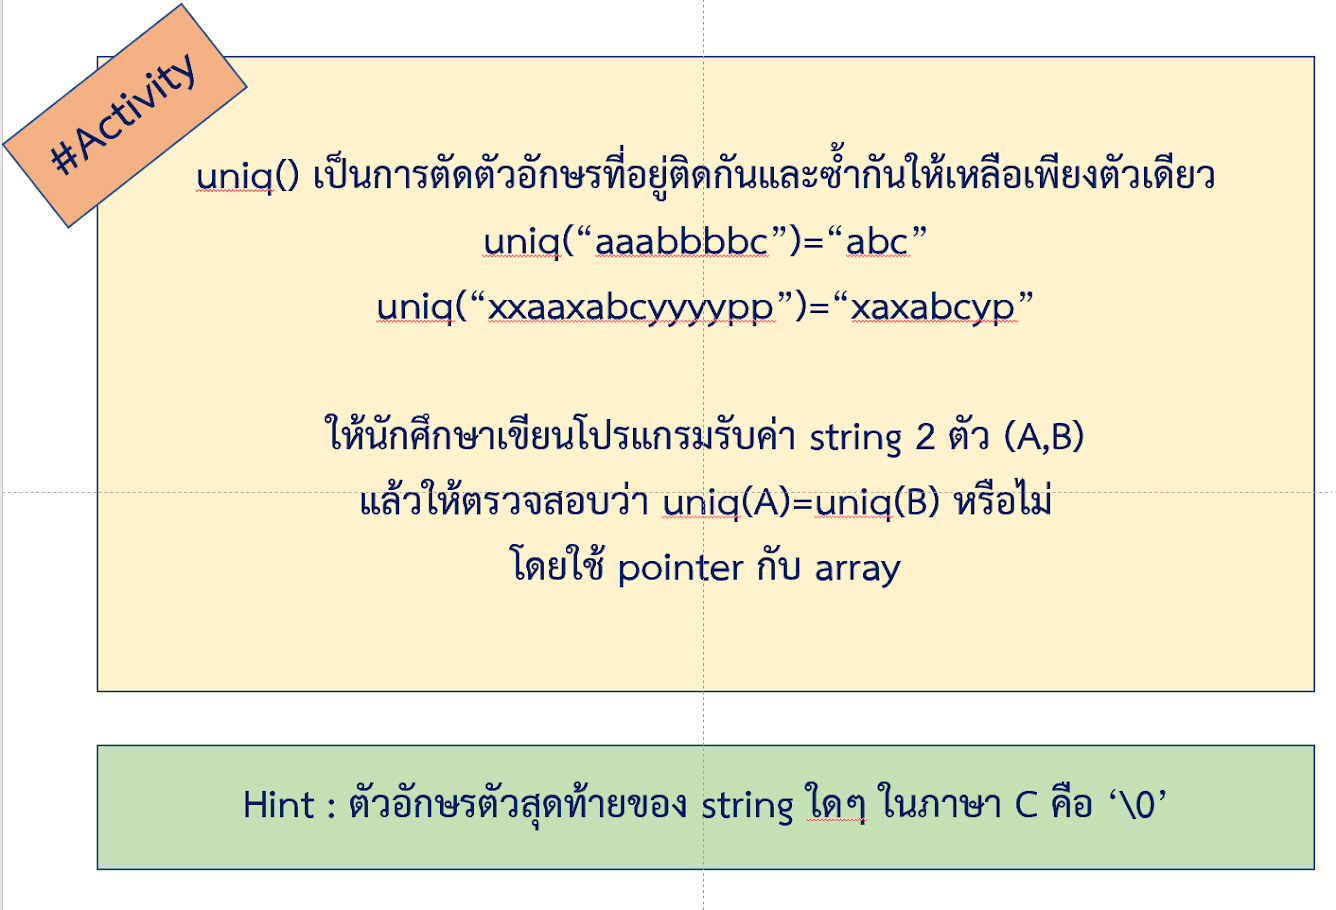 #Activity
uniq() เป็นการตัดตัวอักษรที่อยู่ติดกันและซ้ำกันให้เหลือเพียงตัวเดียว
uniq(“aaabbbbc”)=“abc”
uniq(“xxaaxabcyyyypp”)=“xaxabcyp”
ให้นักศึกษาเขียนโปรแกรมรับค่า string 2 ตัว (A,B)
แล้วให้ตรวจสอบว่า uniq(A)=uniq(B) หรือไม่
โดยใช้ pointer กับ array
Hint : ตัวอักษรตัวสุดท้ายของ string ใดๆ ในภาษา C คือ ‘\0’